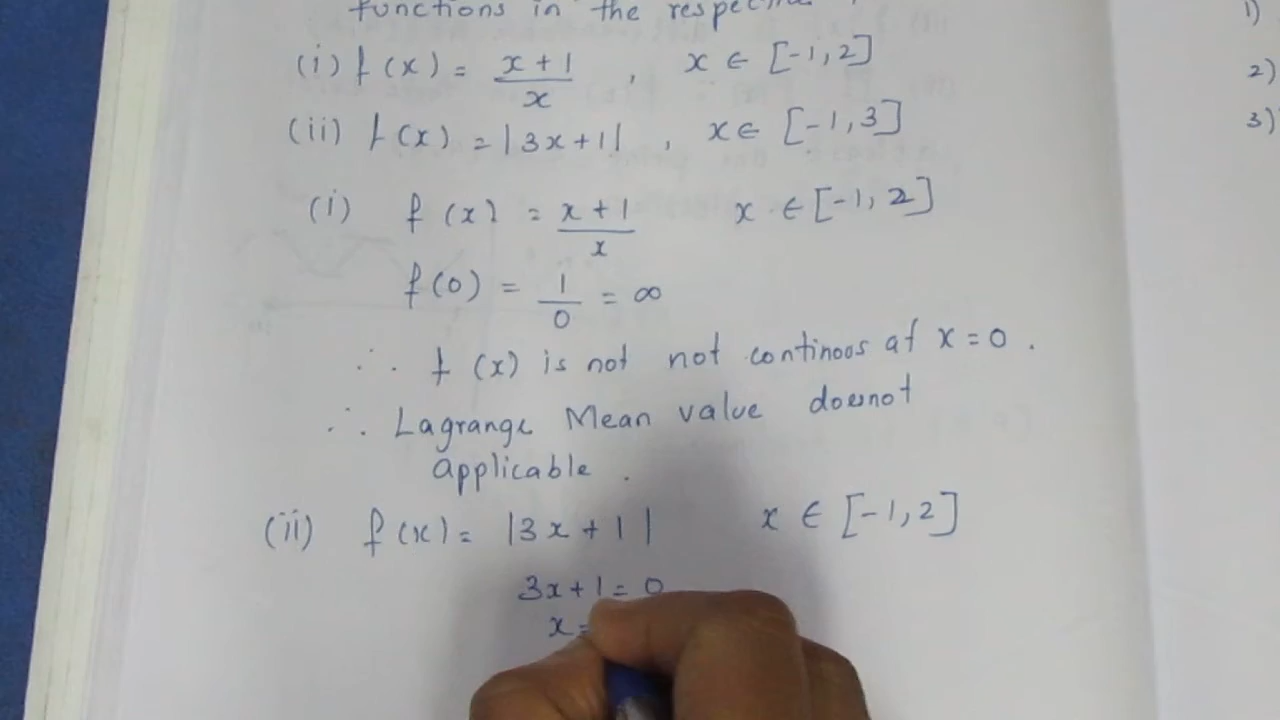 functions in the
(i) f(x) = x+1/x , x ∈ [-1, 2]
(ii) f(x) = |3x+1| , x ∈ [-1, 3]
(i) f(x) = x+1/x x ∈ [-1, 2]
f(0) = 1/0 = ∞
∴ f(x) is not not continoos at x = 0 .
∴ Lagrange Mean value doesnot
applicable .
(ii) f(x) = |3x+1| x ∈ [-1, 2]
3x+1 = 0
x =
1)
2)
3)